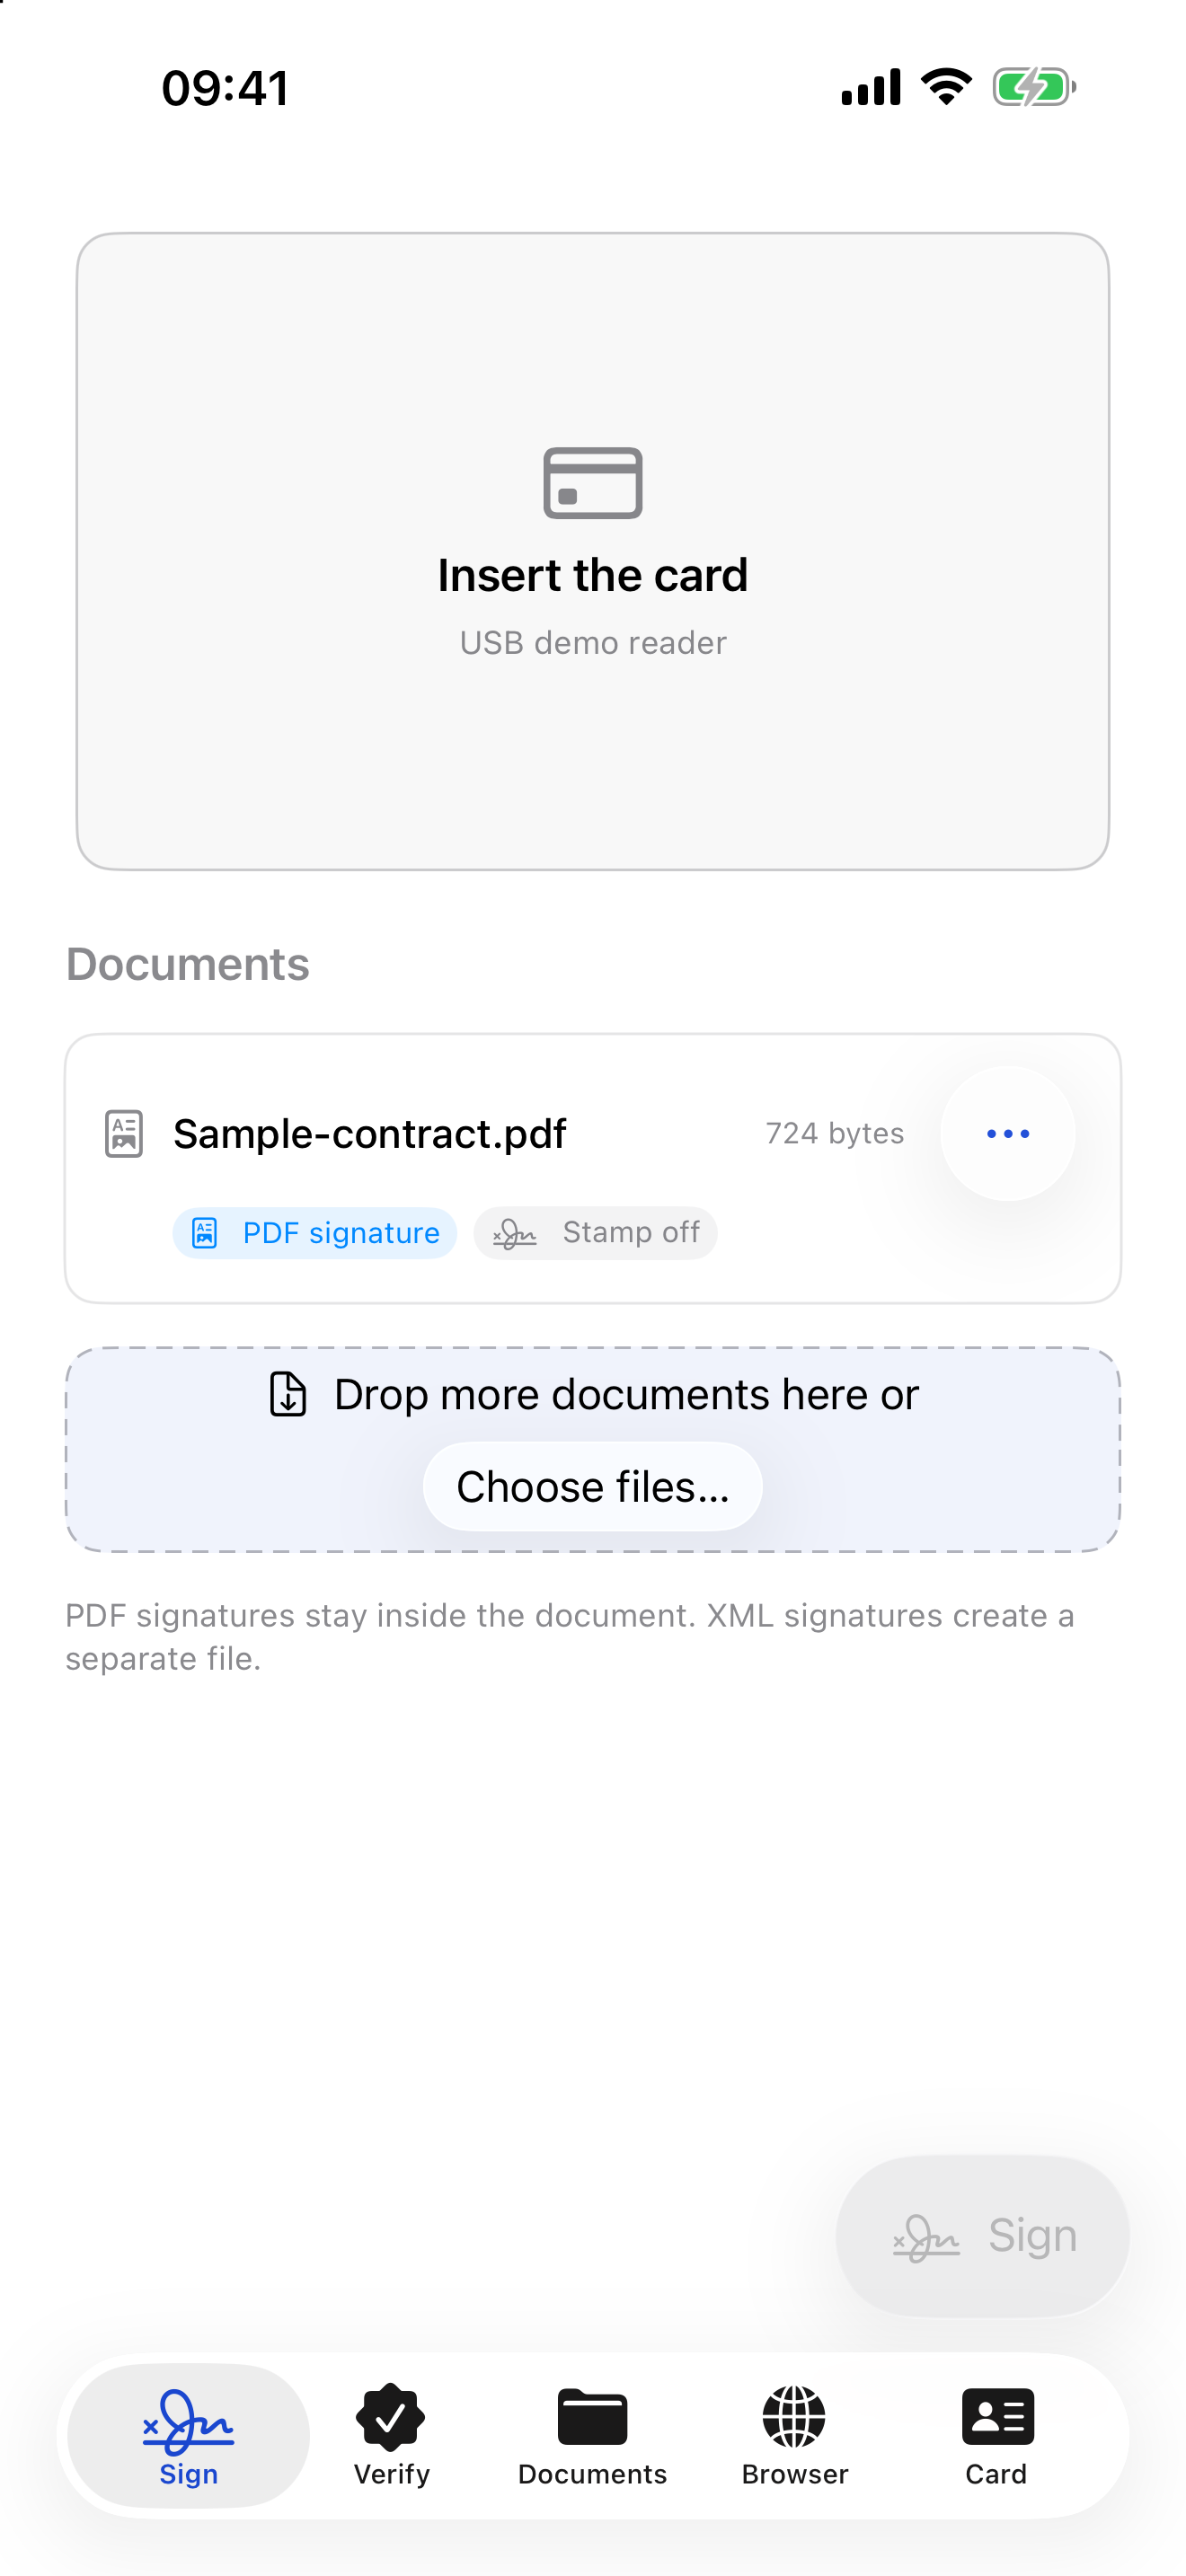 09:41
Insert the card
USB demo reader
Documents
Sample-contract.pdf
724 bytes
PDF signature
Stamp off
Drop more documents here or
Choose files...
PDF signatures stay inside the document. XML signatures create a
separate file.
Sign
Sign
Verify
Documents
Browser
Card